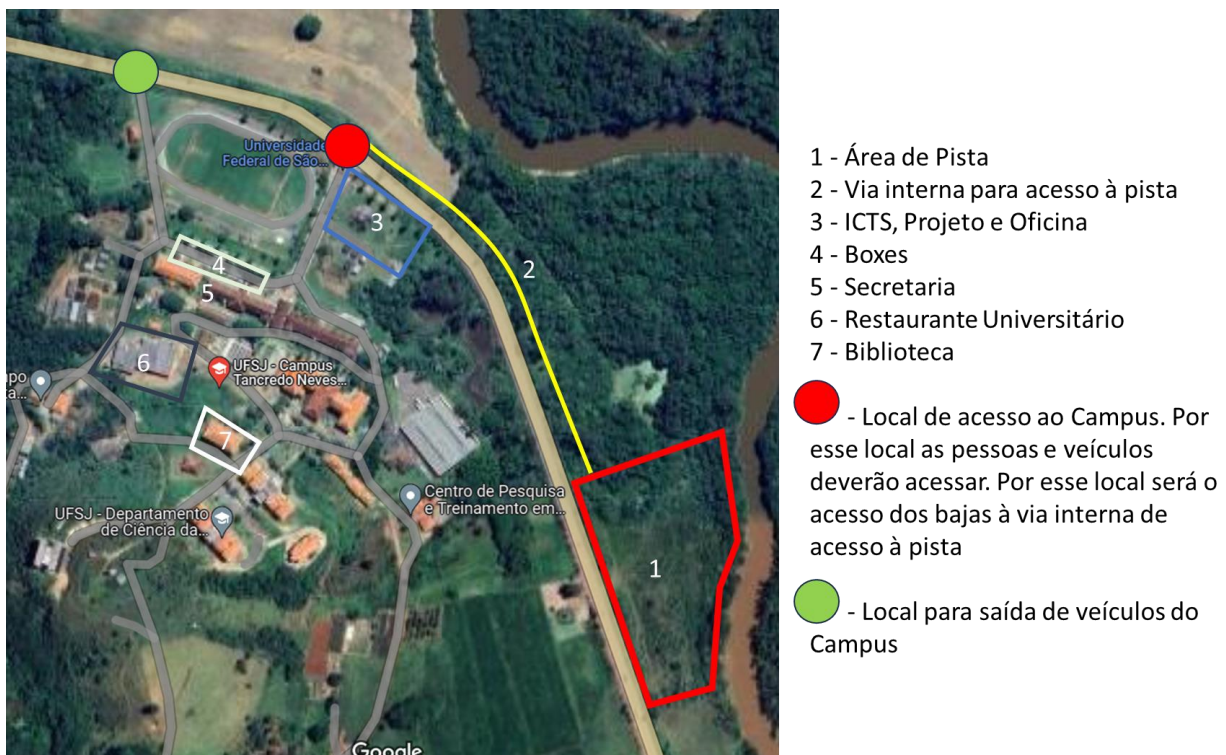 Universidade
Federal de São...
3
4
5
2
6
UFSJ - Campus
Tancredo Neves...
7
Centro de Pesquisa
e Treinamento em...
UFSJ - Departamento
de Ciência da...
1
Google
1 - Área de Pista
2 - Via interna para acesso à pista
3 - ICTS, Projeto e Oficina
4 - Boxes
5 - Secretaria
6 - Restaurante Universitário
7 - Biblioteca
- Local de acesso ao Campus. Por
esse local as pessoas e veículos
deverão acessar. Por esse local será o
acesso dos bajas à via interna de
acesso à pista
- Local para saída de veículos do
Campus